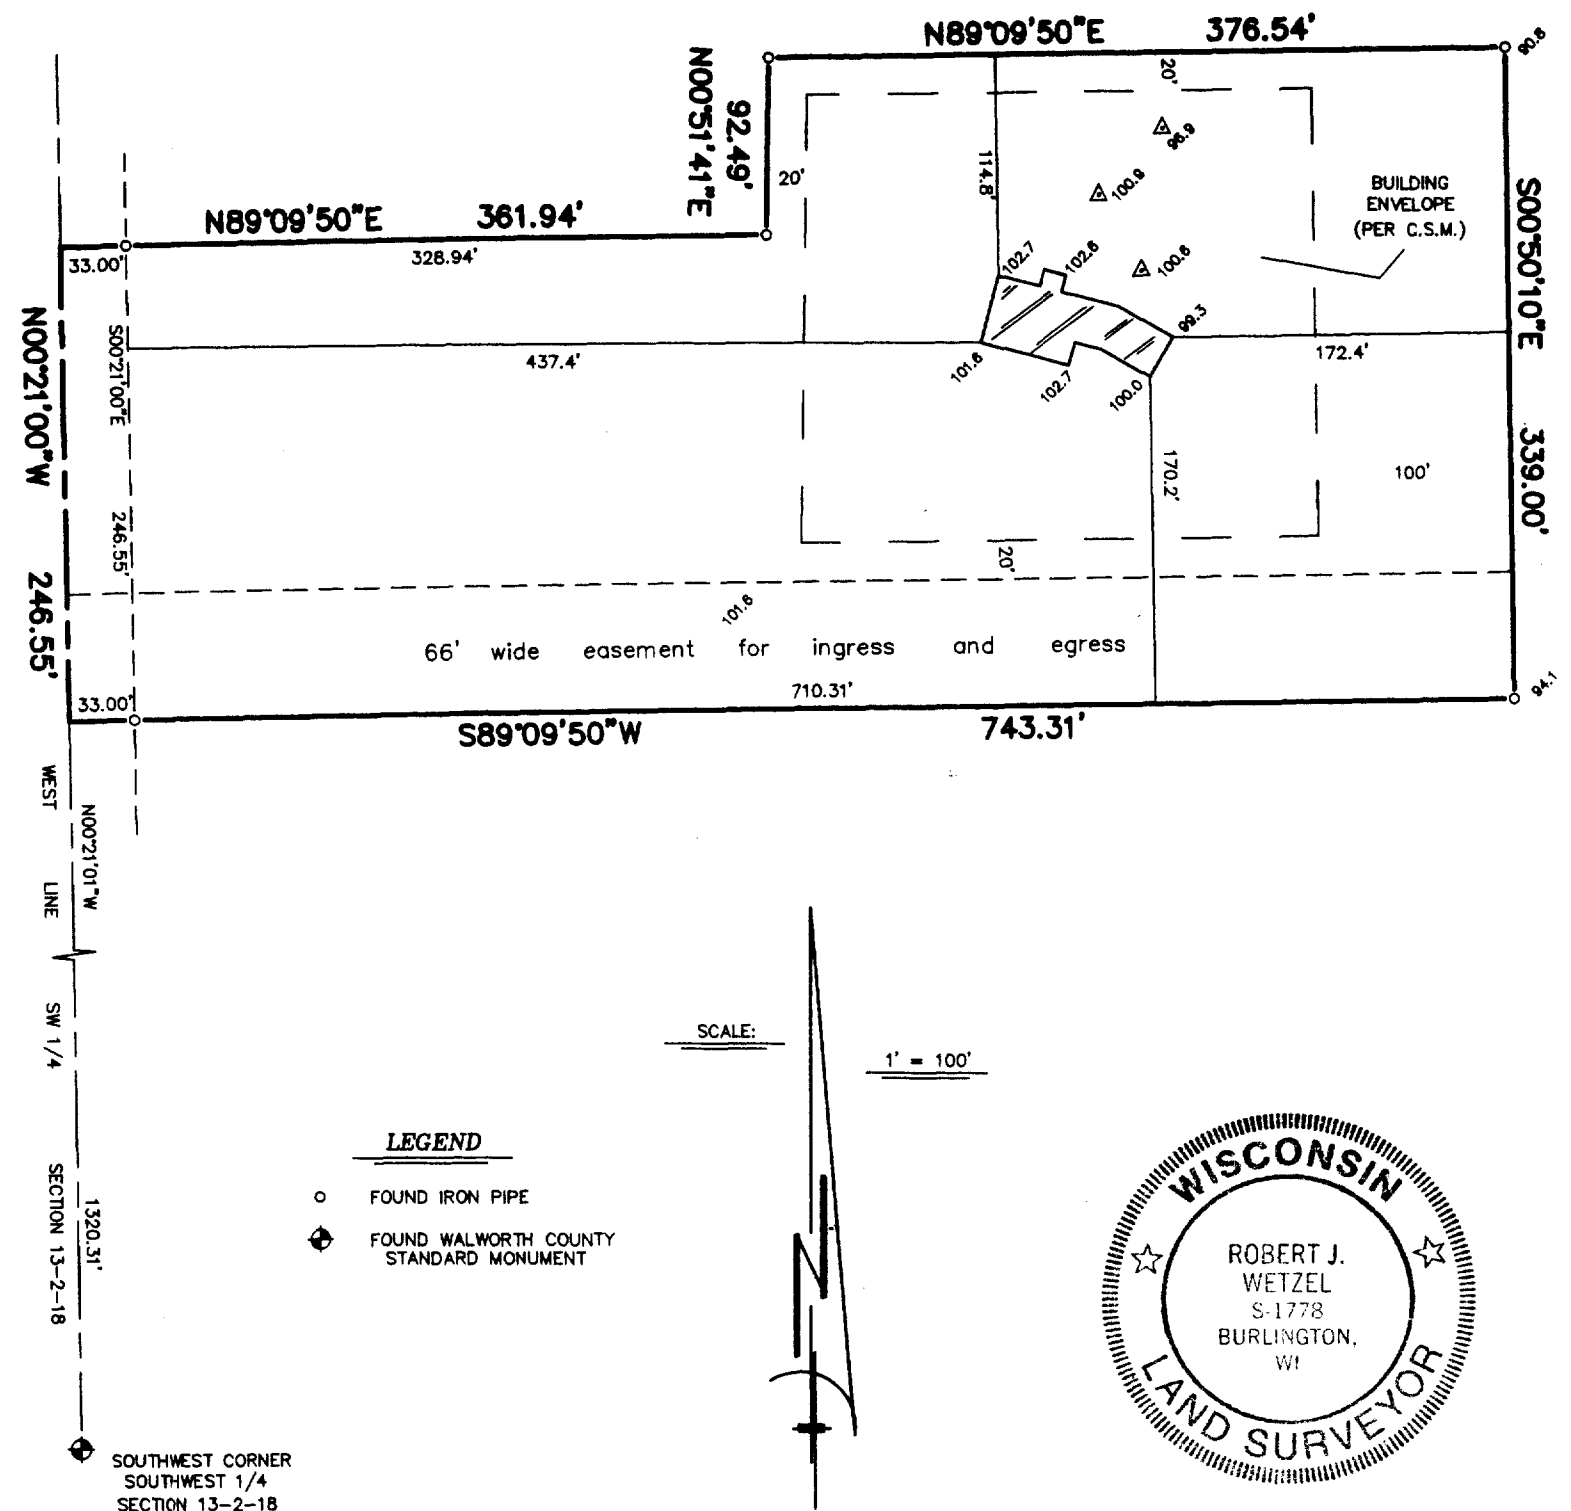 N89°09'50"E 376.54'
90.8
N00°51'41"E
92.49'
20'
20'
96.9
100.9
114.8'
BUILDING
ENVELOPE
(PER C.S.M.)
S00°50'10"E
339.00'
N89°09'50"E 361.94'
33.00'
328.94'
102.7
102.6
100.6
99.3
N00°21'00"W
246.55'
S00°21'00"E
246.55'
437.4'
101.6
102.7
100.0
172.4'
170.2'
100'
20'
101.6
66' wide easement for ingress and egress
33.00'
710.31'
94.1
S89°09'50"W 743.31'
WEST LINE SW 1/4 SECTION 13-2-18
N00°21'01"W
1320.31'
SCALE:
1' = 100'
N
LEGEND
FOUND IRON PIPE
FOUND WALWORTH COUNTY
STANDARD MONUMENT
WISCONSIN
ROBERT J.
WETZEL
S-1778
BURLINGTON,
WI
LAND SURVEYOR
SOUTHWEST CORNER
SOUTHWEST 1/4
SECTION 13-2-18